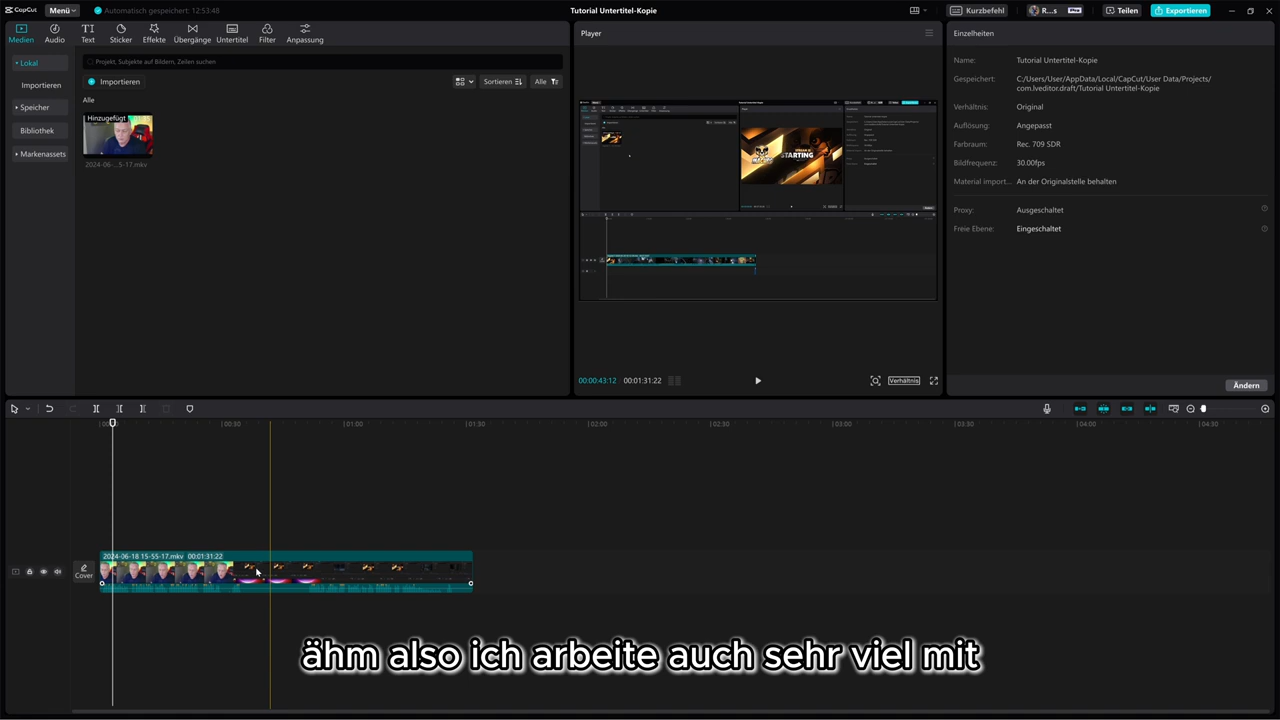 CapCut
Menü
Automatisch gespeichert: 12:53:48
Tutorial Untertitel-Kopie
Kurzbefehl
R...s
Pro
Teilen
Exportieren
Medien
Audio
Text
Sticker
Effekte
Übergänge
Untertitel
Filter
Anpassung
Lokal
Importieren
Speicher
Bibliothek
Markenassets
Projekt, Subjekte auf Bildern, Zeilen suchen
Importieren
Sortieren
Alle
Alle
Hinzugefügt
2024-06-...5-17.mkv
Player
STARTING
00:00:43:12
00:01:31:22
Verhältnis
Einzelheiten
Name: Tutorial Untertitel-Kopie
Gespeichert: C:/Users/User/AppData/Local/CapCut/User Data/Projects/
com.lveditor.draft/Tutorial Untertitel-Kopie
Verhältnis: Original
Auflösung: Angepasst
Farbraum: Rec. 709 SDR
Bildfrequenz: 30.00fps
Material import... An der Originalstelle behalten
Proxy: Ausgeschaltet
Freie Ebene: Eingeschaltet
Ändern
00:30
01:00
01:30
02:00
02:30
03:00
03:30
04:00
04:30
2024-06-18 15-55-17.mkv 00:01:31:22
Cover
ähm also ich arbeite auch sehr viel mit